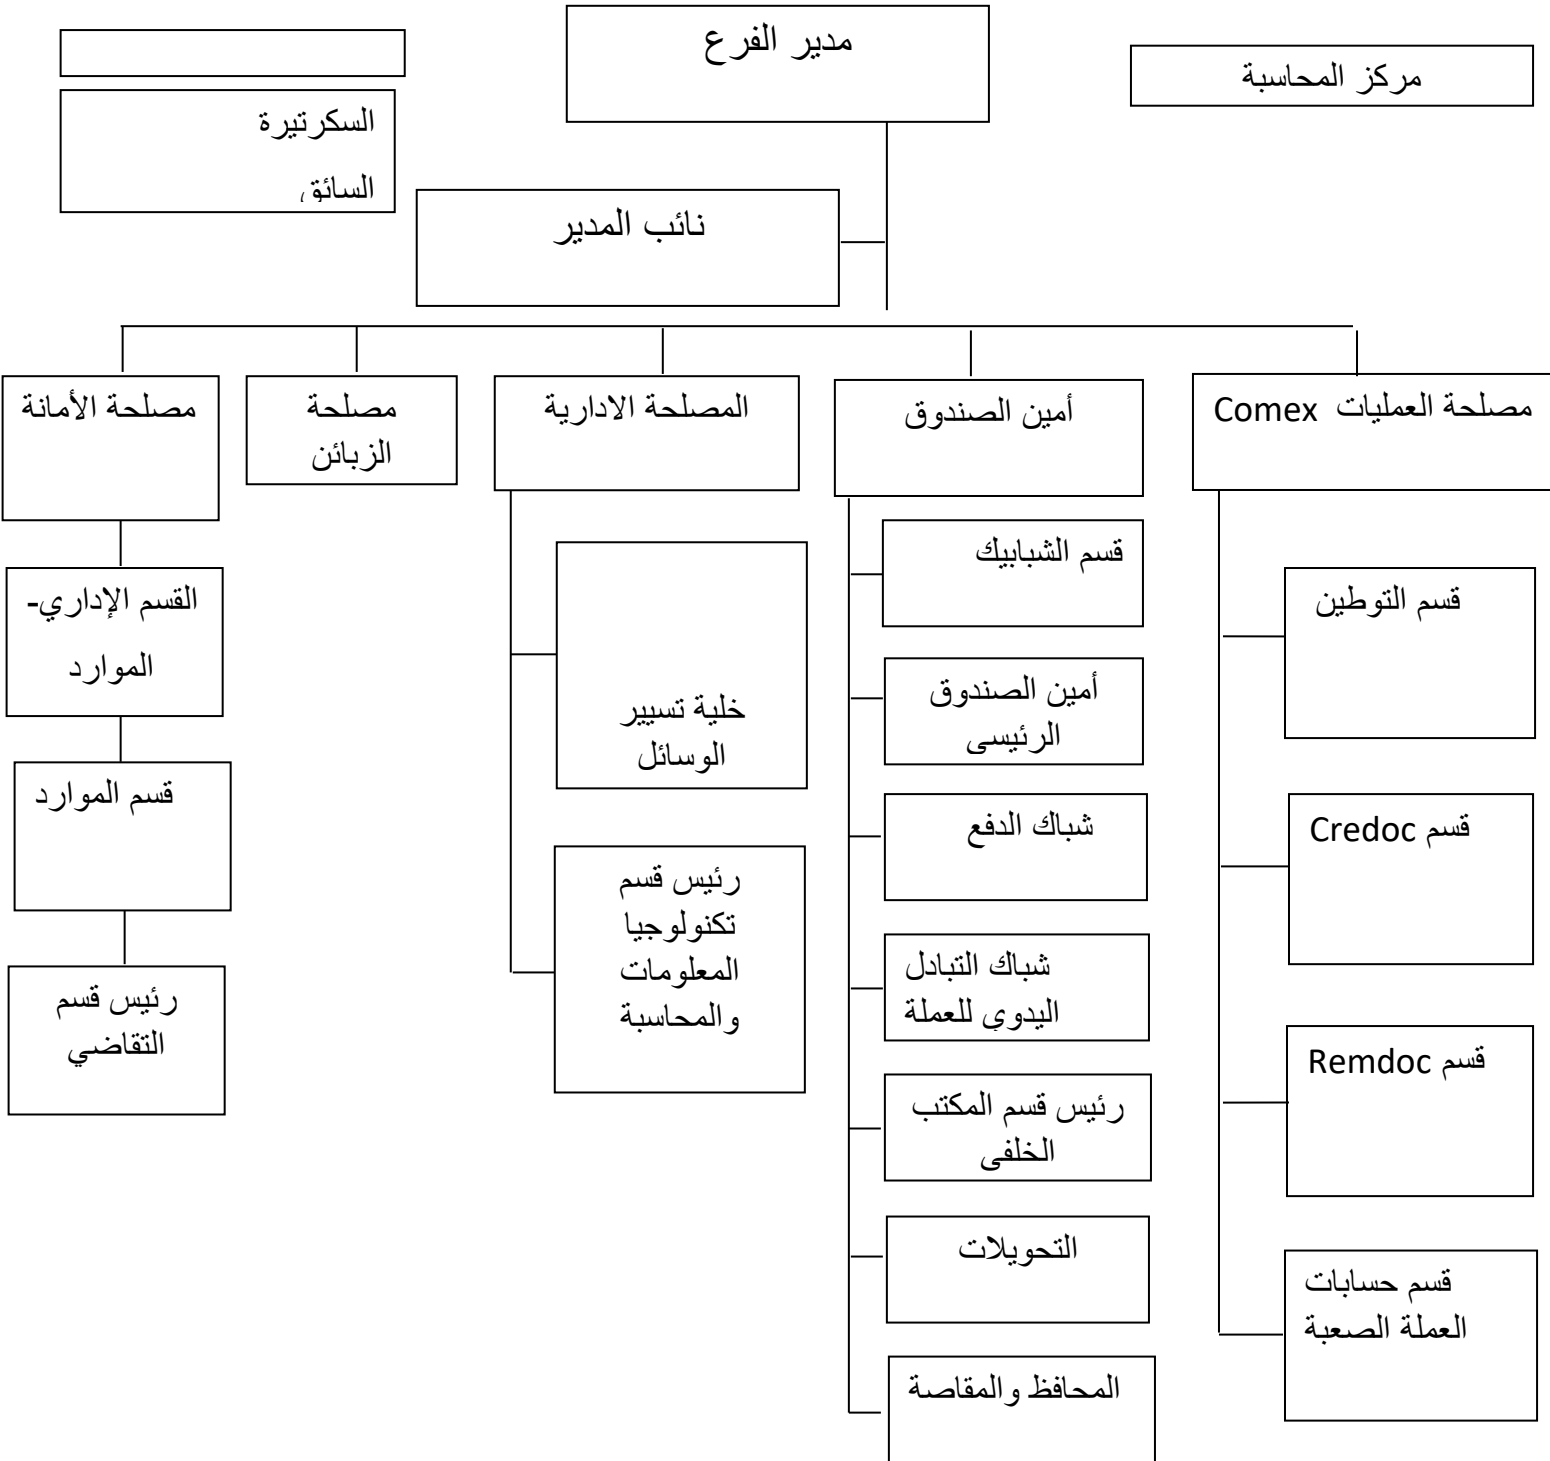 مدير الفرع
مركز المحاسبة
السكرتيرة
السائق
نائب المدير
مصلحة العمليات Comex
أمين الصندوق
المصلحة الادارية
مصلحة
الزبائن
مصلحة الأمانة
قسم التوطين
قسم Credoc
قسم Remdoc
قسم حسابات
العملة الصعبة
قسم الشبابيك
أمين الصندوق
الرئيسي
شباك الدفع
شباك التبادل
اليدوي للعملة
رئيس قسم المكتب
الخلفي
التحويلات
المحافظ والمقاصة
خلية تسيير
الوسائل
رئيس قسم
تكنولوجيا
المعلومات
والمحاسبة
القسم الإداري-
الموارد
قسم الموارد
رئيس قسم
التقاضي